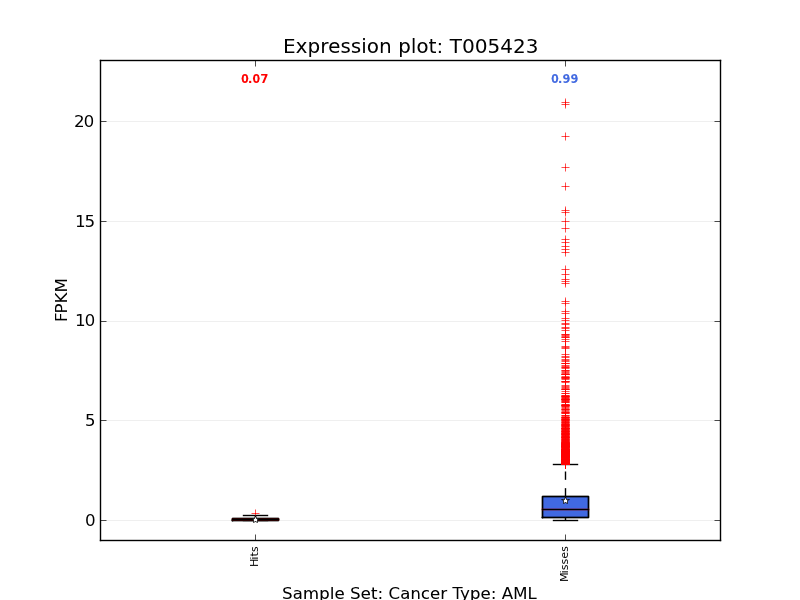 Expression plot: T005423
0.07
0.99
20
15
10
5
0
FPKM
Hits
Misses
Sample Set: Cancer Type: AML